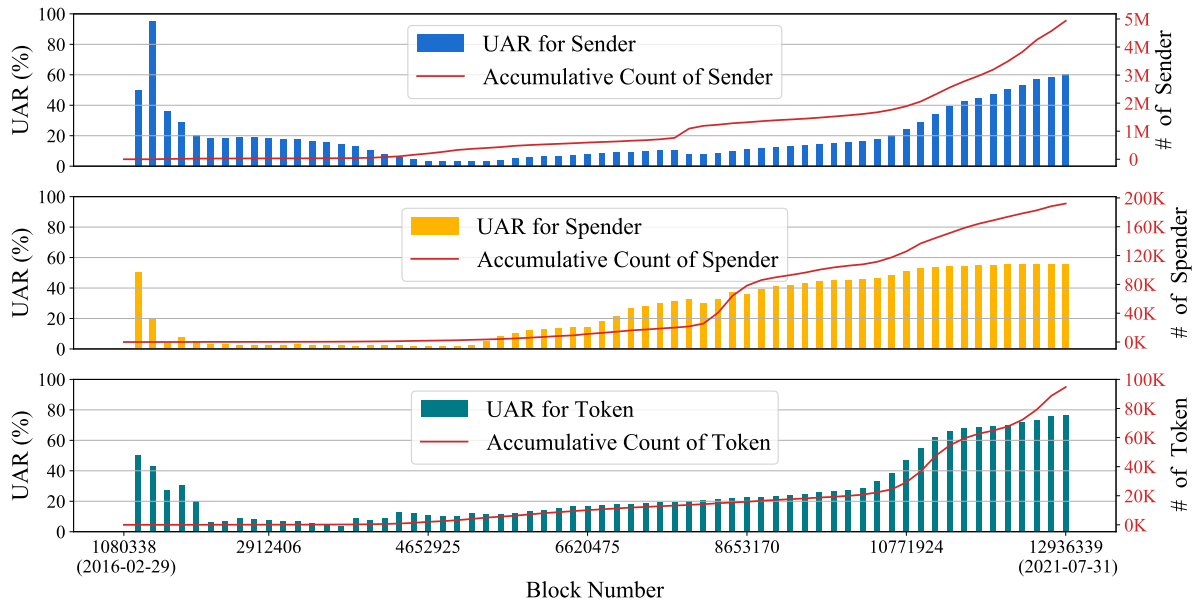 100
80
60
40
20
0
UAR (%)
UAR for Sender
Accumulative Count of Sender
5M
4M
3M
2M
1M
0
# of Sender
100
80
60
40
20
0
UAR (%)
UAR for Spender
Accumulative Count of Spender
200K
160K
120K
80K
40K
0K
# of Spender
100
80
60
40
20
0
UAR (%)
UAR for Token
Accumulative Count of Token
100K
80K
60K
40K
20K
0K
# of Token
1080338 2912406 4652925 6620475 8653170 10771924 12936339
(2016-02-29) (2021-07-31)
Block Number